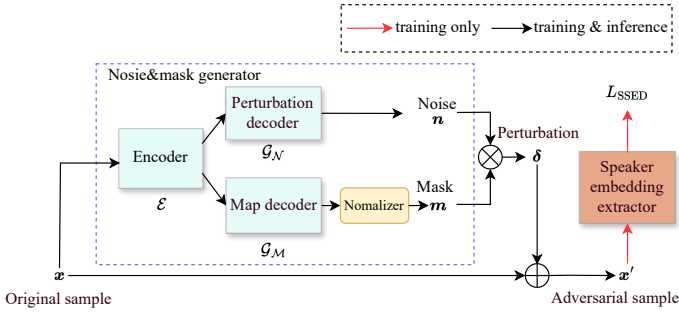 training only
training & inference
Nosie&mask generator
Perturbation
decoder
𝒢_𝒩
Encoder
ℰ
Map decoder
𝒢_ℳ
Nomalizer
Noise
n
Mask
m
Perturbation
δ
L_SSED
Speaker
embedding
extractor
x
Original sample
x′
Adversarial sample